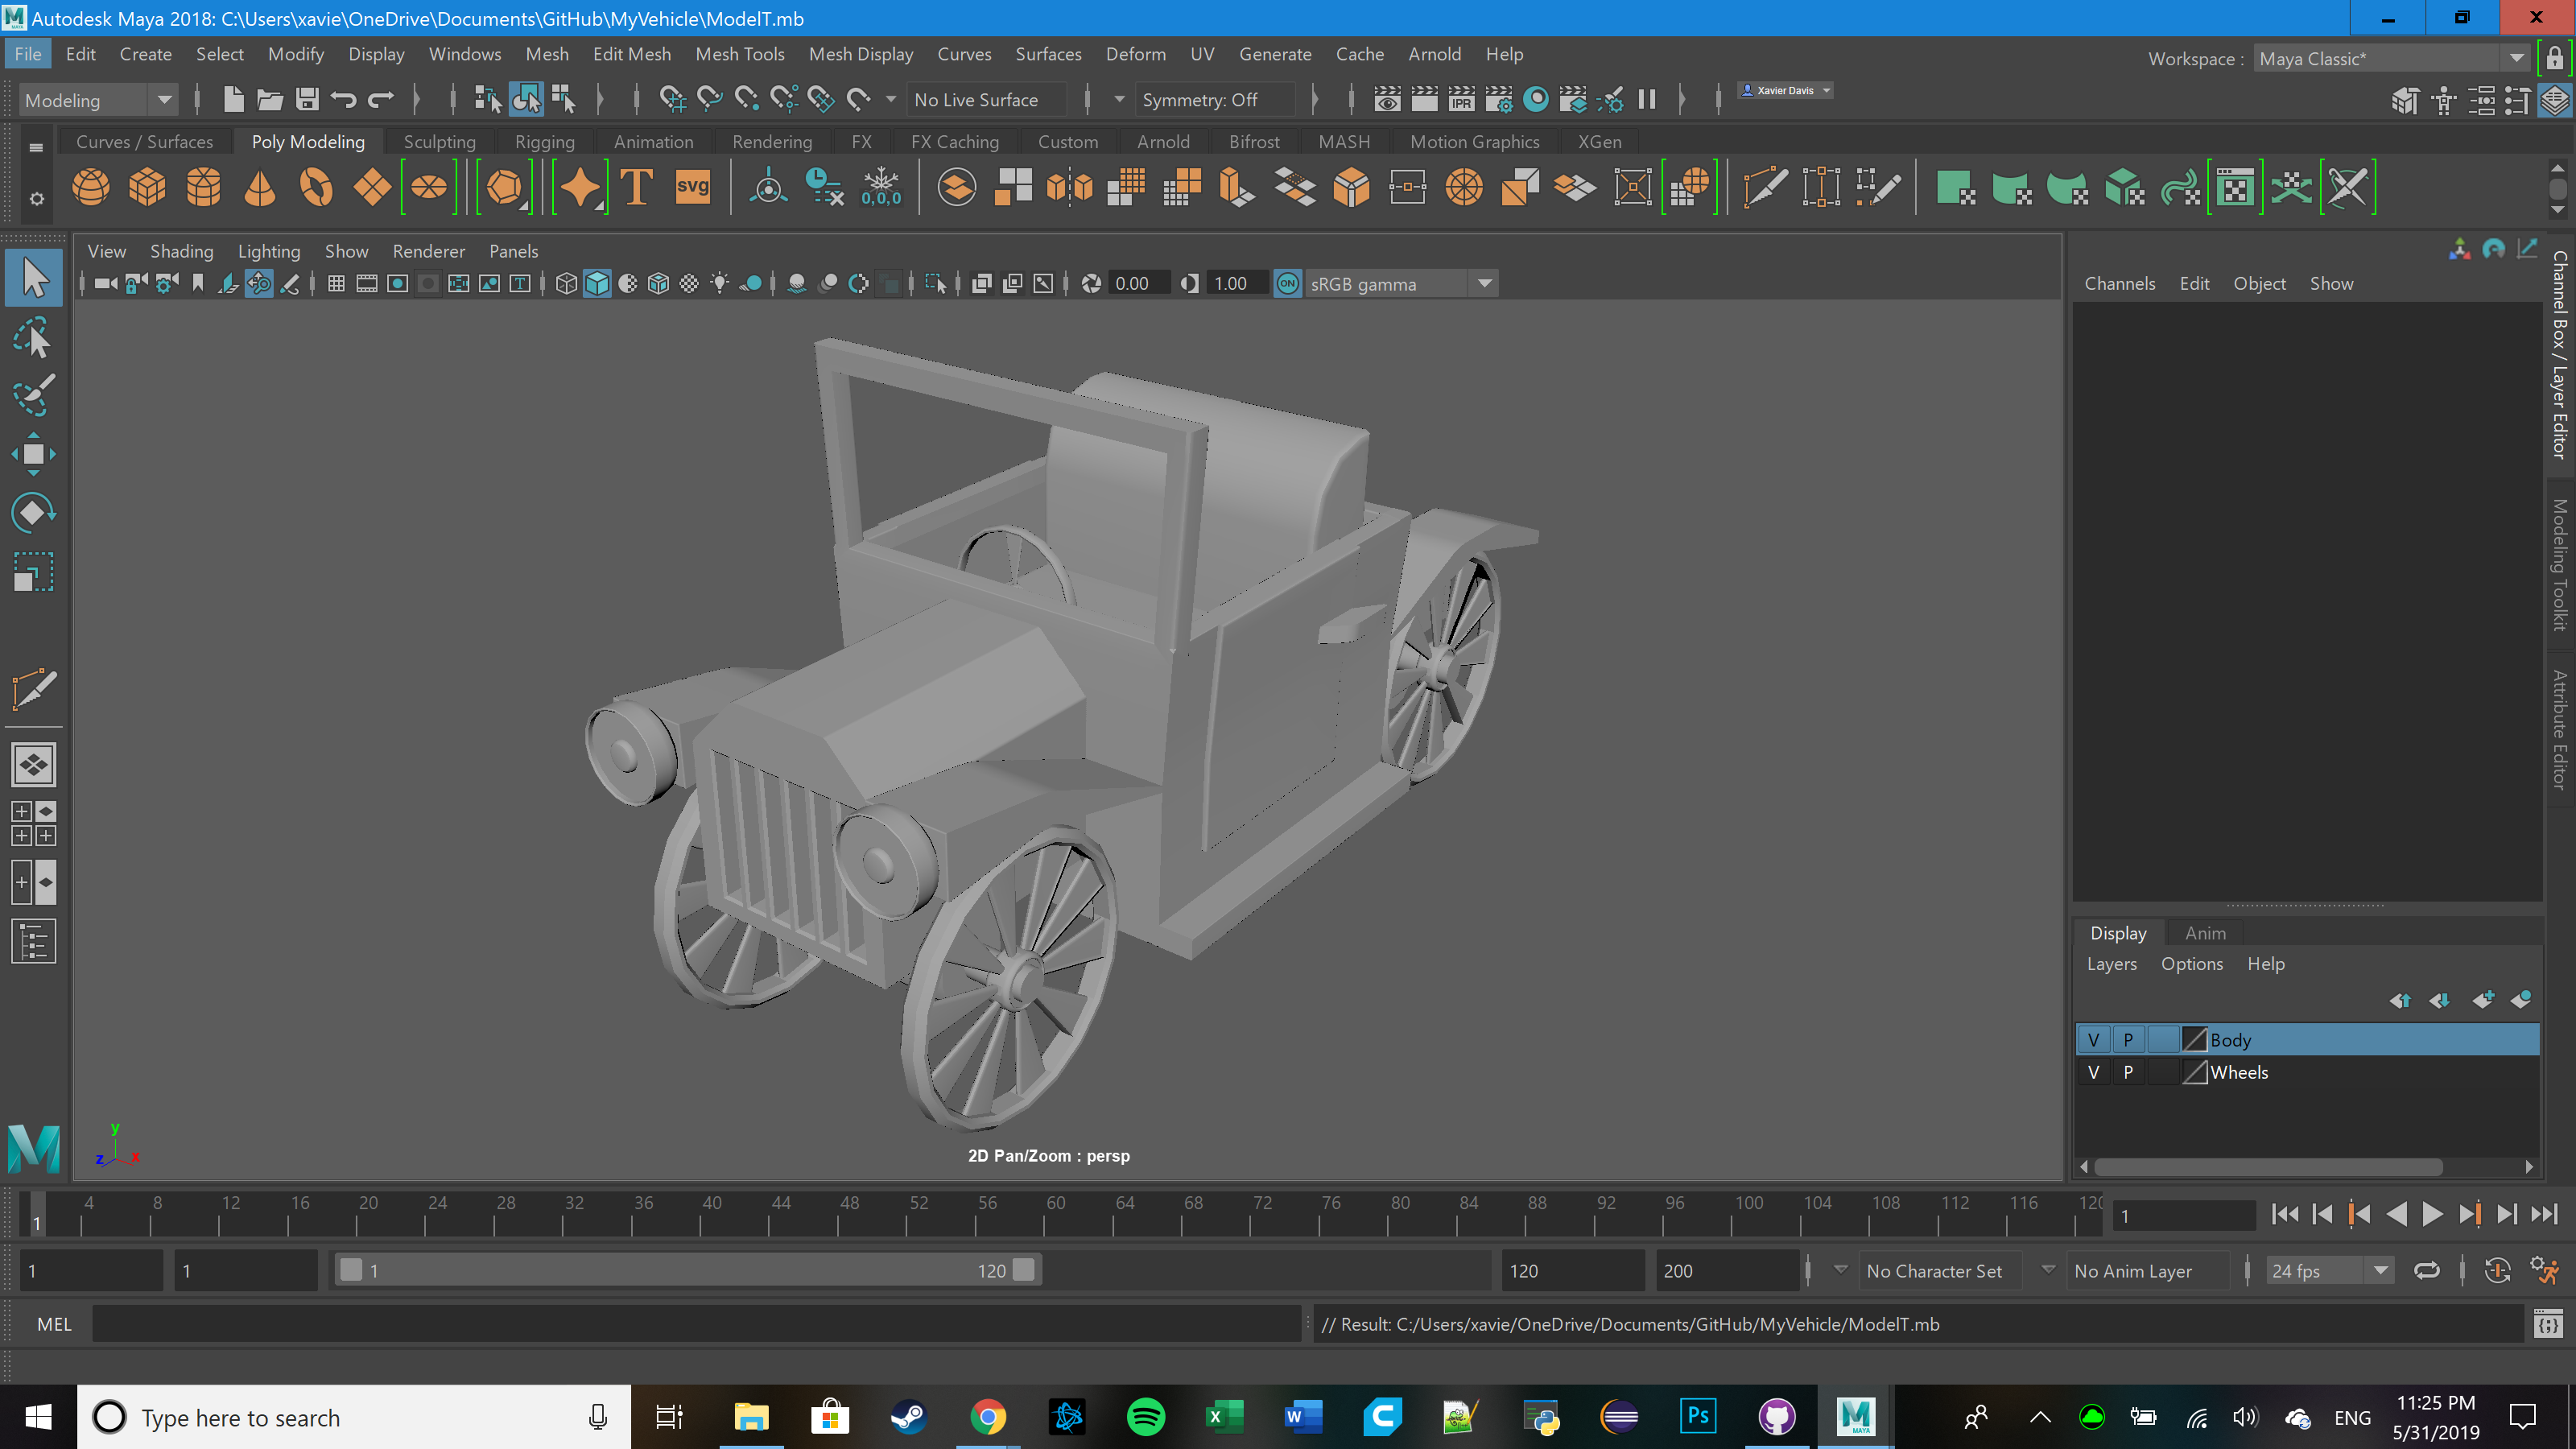 Autodesk Maya 2018: C:\Users\xavie\OneDrive\Documents\GitHub\MyVehicle\ModelT.mb
File Edit Create Select Modify Display Windows Mesh Edit Mesh Mesh Tools Mesh Display Curves Surfaces Deform UV Generate Cache Arnold Help
Workspace : Maya Classic*
Modeling No Live Surface Symmetry: Off IPR Xavier Davis
Curves / Surfaces Poly Modeling Sculpting Rigging Animation Rendering FX FX Caching Custom Arnold Bifrost MASH Motion Graphics XGen
T svg 0,0,0
View Shading Lighting Show Renderer Panels
0.00 1.00 ON sRGB gamma
Channels Edit Object Show
Channel Box / Layer Editor
Modeling Toolkit
Attribute Editor
Display Anim
Layers Options Help
V P Body
V P Wheels
y
z x
2D Pan/Zoom : persp
M
1 4 8 12 16 20 24 28 32 36 40 44 48 52 56 60 64 68 72 76 80 84 88 92 96 100 104 108 112 116 120 1
1 1 1 120 120 200 No Character Set No Anim Layer 24 fps
MEL // Result: C:/Users/xavie/OneDrive/Documents/GitHub/MyVehicle/ModelT.mb
Type here to search Ps MAYA ENG
11:25 PM
5/31/2019